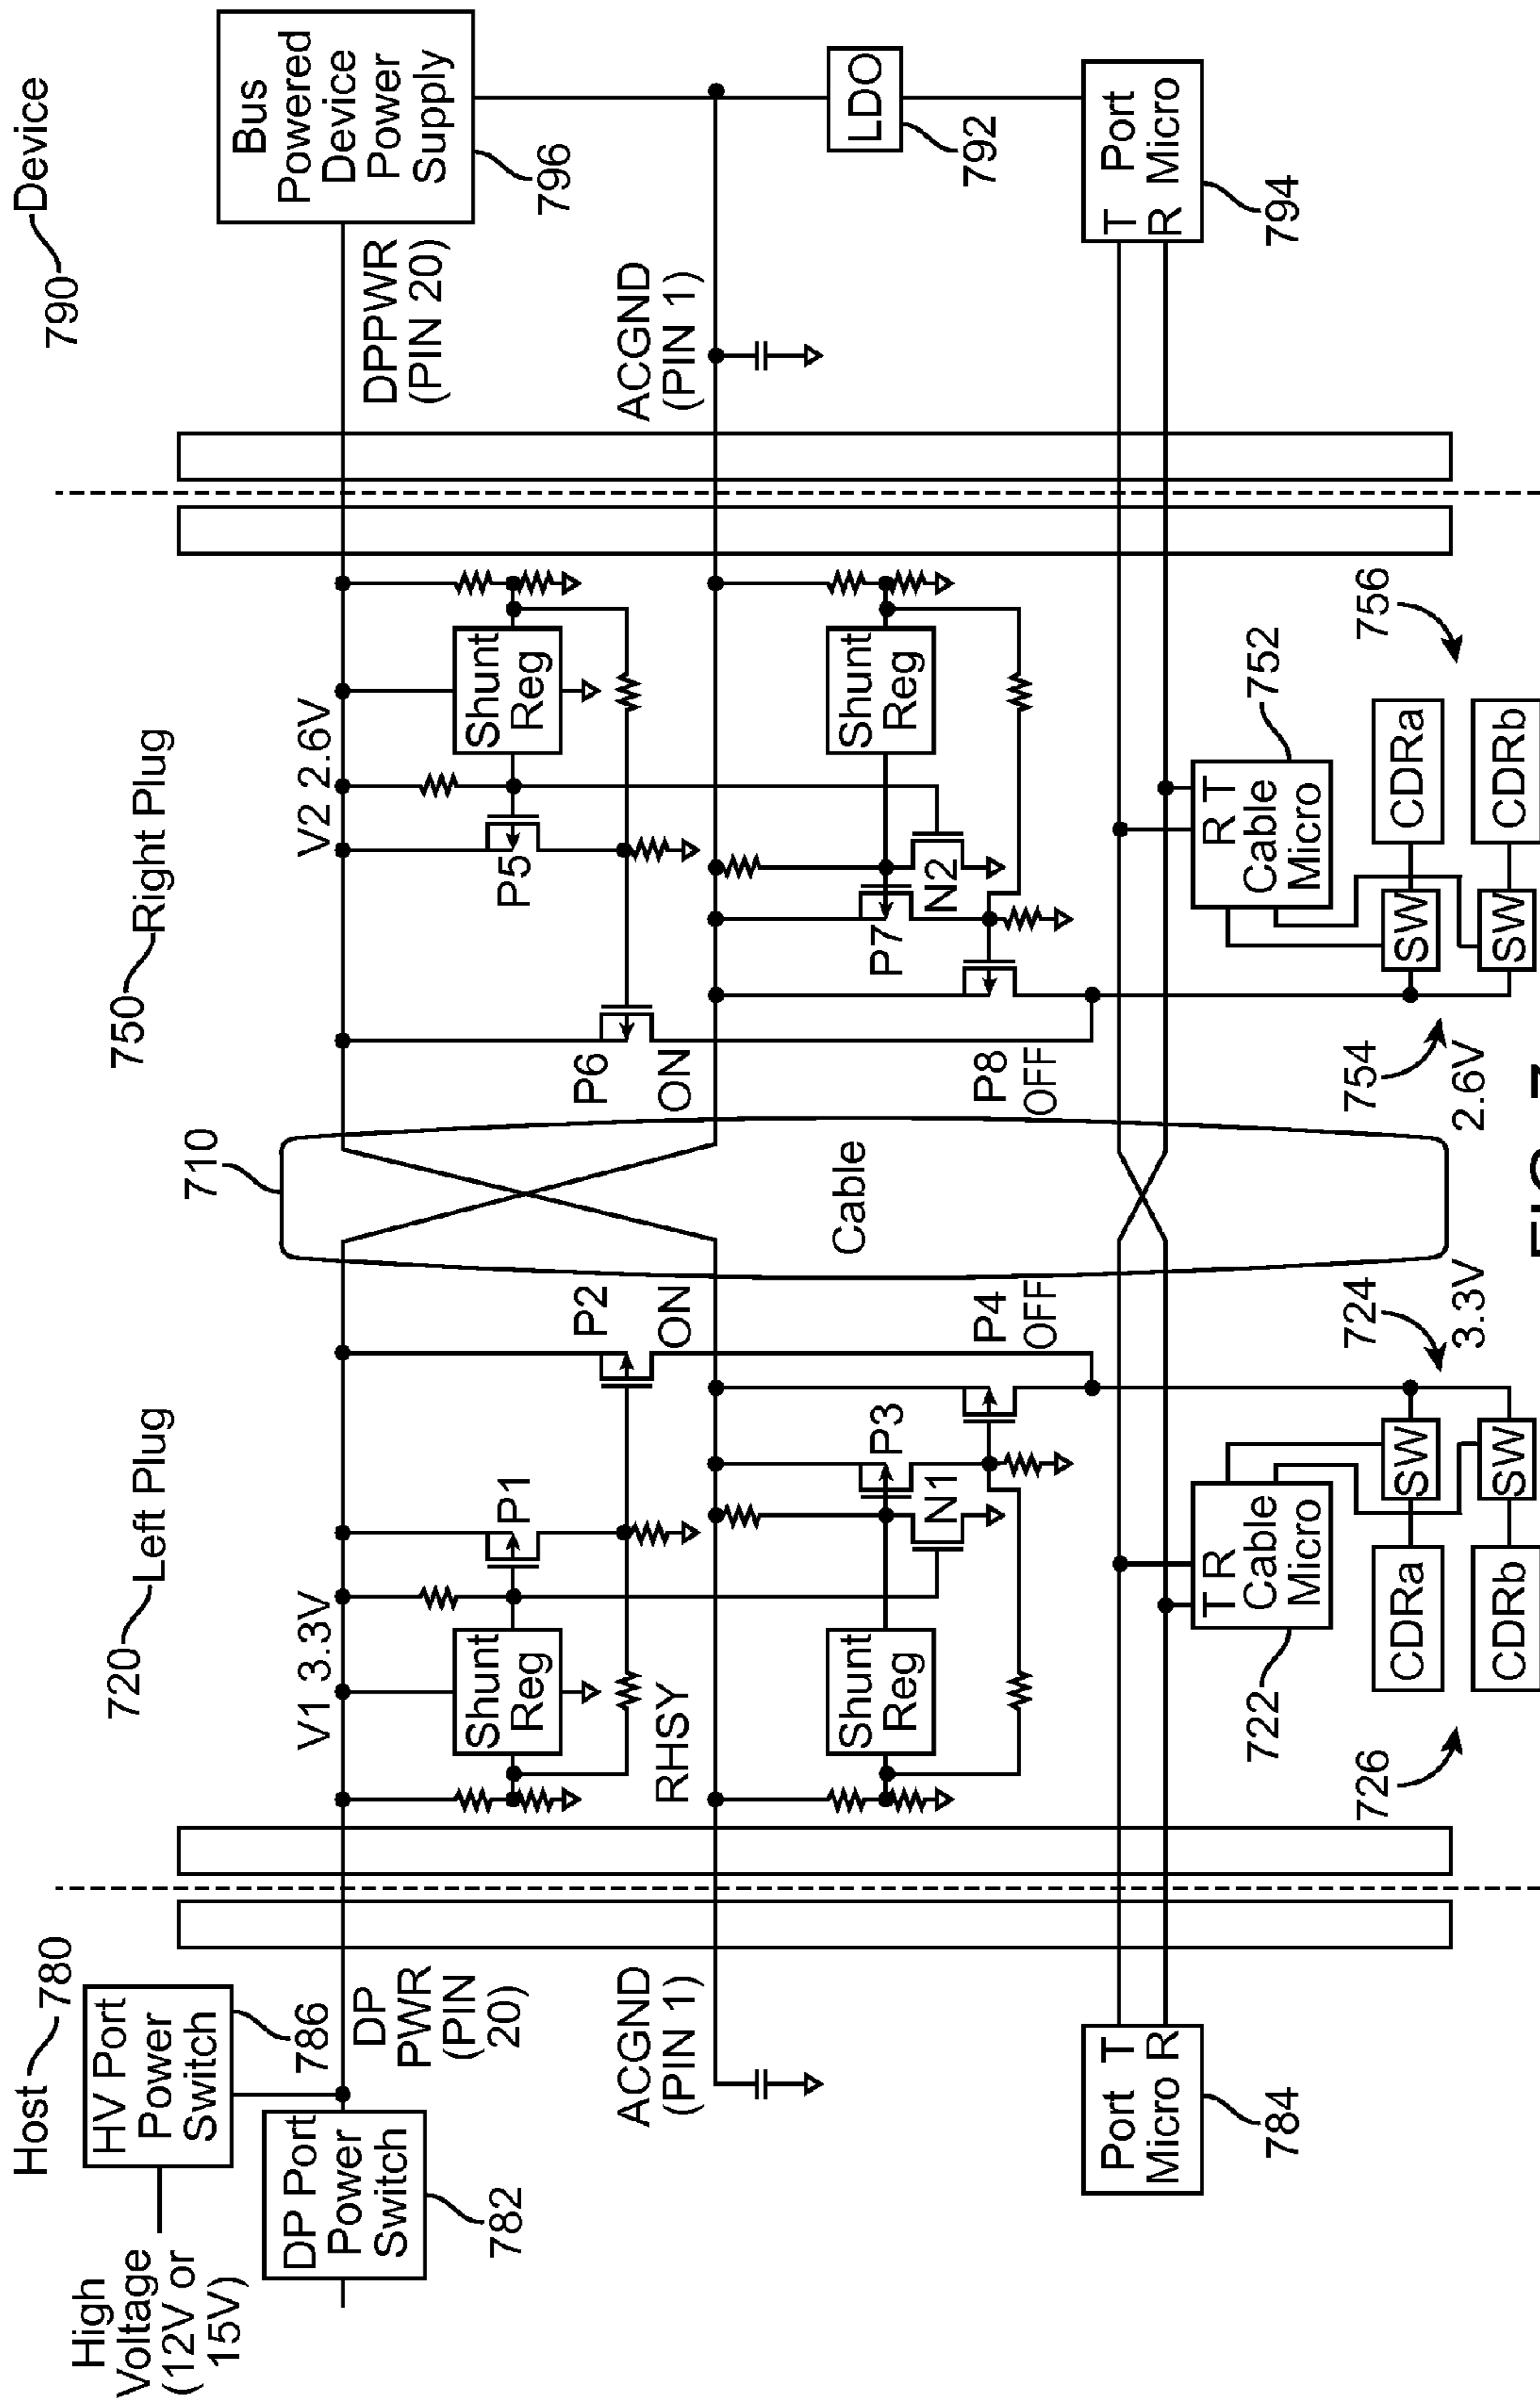 Host 780
High
Voltage
(12V or
15V)
HV Port
Power
Switch
786
DP Port
Power
Switch
782
DP
PWR
(PIN
20)
ACGND
(PIN 1)
Port
Micro
T
R
784
720 Left Plug
V1 3.3V
Shunt
Reg
P1
P2
ON
RHSY
Shunt
Reg
P3
N1
P4
OFF
T R
Cable
Micro
722
SW
SW
CDRa
CDRb
724
3.3V
726
710
Cable
750 Right Plug
V2 2.6V
Shunt
Reg
P5
P6
ON
Shunt
Reg
P7
N2
P8
OFF
R T
Cable
Micro
752
SW
SW
CDRa
CDRb
754
2.6V
756
790 Device
Bus
Powered
Device
Power
Supply
796
DPPWR
(PIN 20)
ACGND
(PIN 1)
LDO
792
T
R
Port
Micro
794